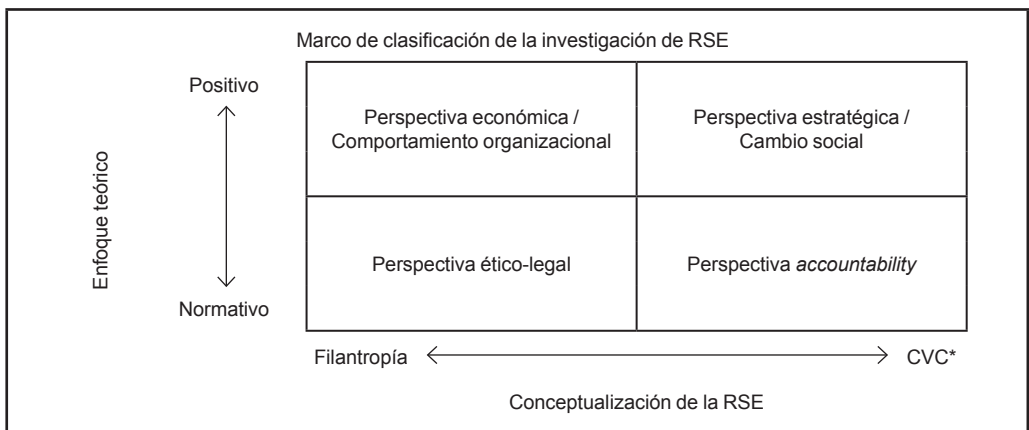 Marco de clasificación de la investigación de RSE
Positivo
Perspectiva económica /
Comportamiento organizacional
Perspectiva estratégica /
Cambio social
Enfoque teórico
Perspectiva ético-legal
Perspectiva accountability
Normativo
Filantropía
CVC*
Conceptualización de la RSE